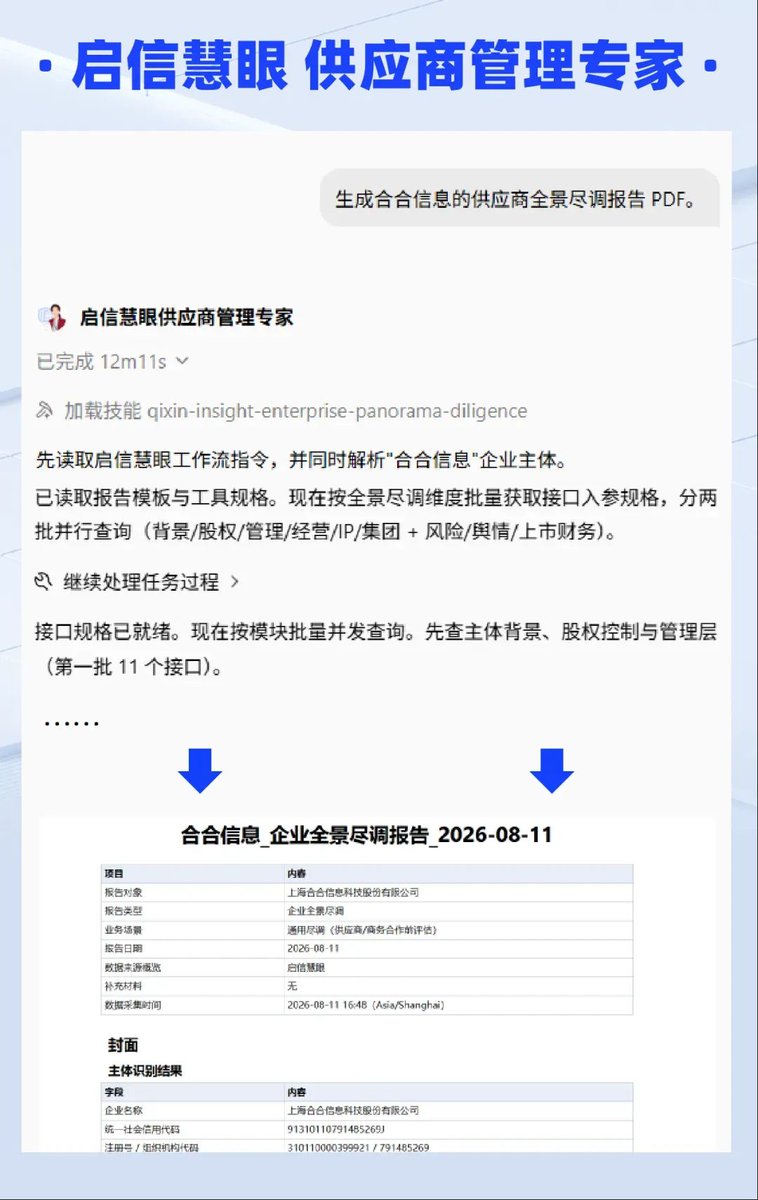 · 启信慧眼 供应商管理专家 ·
生成合合信息的供应商全景尽调报告 PDF。
启信慧眼供应商管理专家
已完成 12m11s
加载技能 qixin-insight-enterprise-panorama-diligence
先读取启信慧眼工作流指令，并同时解析"合合信息"企业主体。
已读取报告模板与工具规格。现在按全景尽调维度批量获取接口入参规格，分两
批并行查询（背景/股权/管理/经营/IP/集团 + 风险/舆情/上市财务）。
继续处理任务过程
接口规格已就绪。现在按模块批量并发查询。先查主体背景、股权控制与管理层
（第一批 11 个接口）。
······
合合信息_企业全景尽调报告_2026-08-11
项目 内容
报告对象 上海合合信息科技股份有限公司
报告类型 企业全景尽调
业务场景 通用尽调（供应商/商务合作前评估）
报告日期 2026-08-11
数据来源概览 启信慧眼
补充材料 无
数据采集时间 2026-08-11 16:48（Asia/Shanghai）
封面
主体识别结果
字段 内容
企业名称 上海合合信息科技股份有限公司
统一社会信用代码 91310110791485269J
注册号 / 组织机构代码 310110000399921 / 791485269